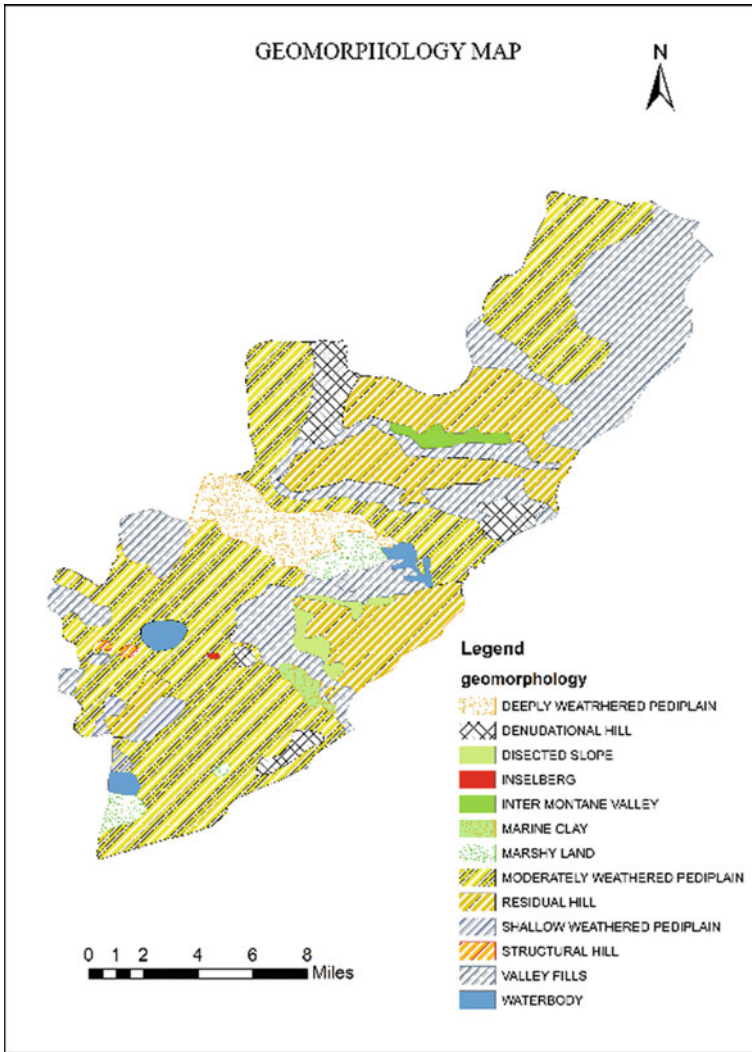 GEOMORPHOLOGY MAP
N
Legend
geomorphology
DEEPLY WEATRHERED PEDIPLAIN
DENUDATIONAL HILL
DISECTED SLOPE
INSELBERG
INTER MONTANE VALLEY
MARINE CLAY
MARSHY LAND
MODERATELY WEATHERED PEDIPLAIN
RESIDUAL HILL
SHALLOW WEATHERED PEDIPLAIN
STRUCTURAL HILL
VALLEY FILLS
WATERBODY
0 1 2 4 6 8
Miles